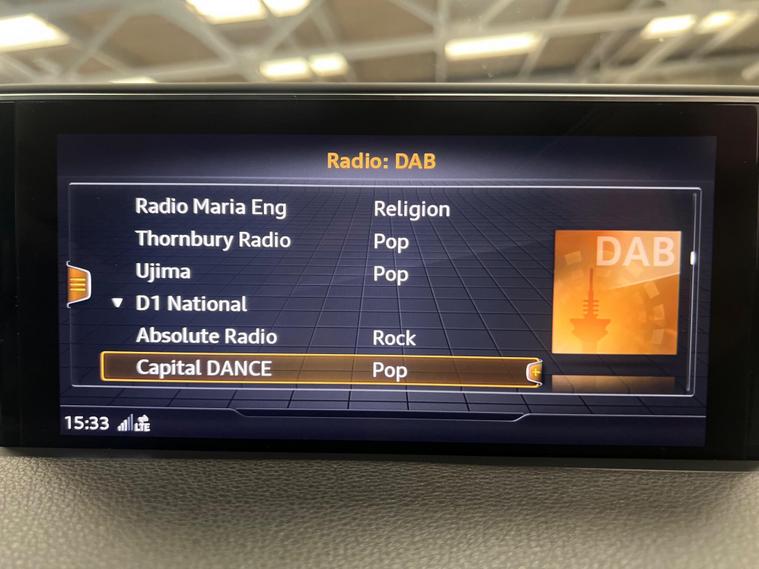 Radio: DAB
Radio Maria Eng Religion
Thornbury Radio Pop
Ujima Pop
D1 National
Absolute Radio Rock
Capital DANCE Pop
DAB
15:33 LTE